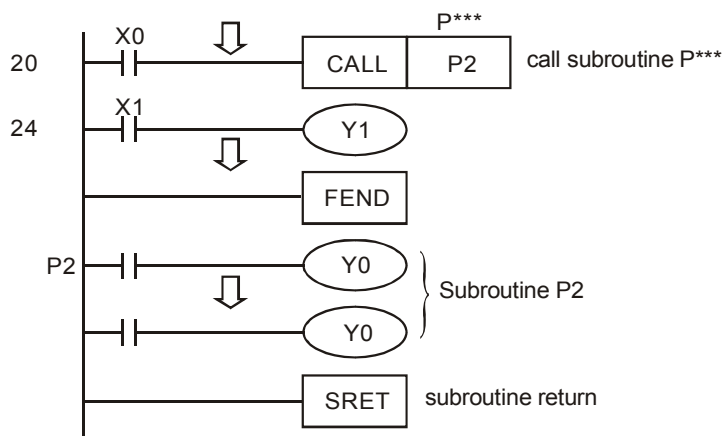 P***
X0
20 CALL P2 call subroutine P***
X1
24 Y1
FEND
P2 Y0
Subroutine P2
Y0
SRET subroutine return